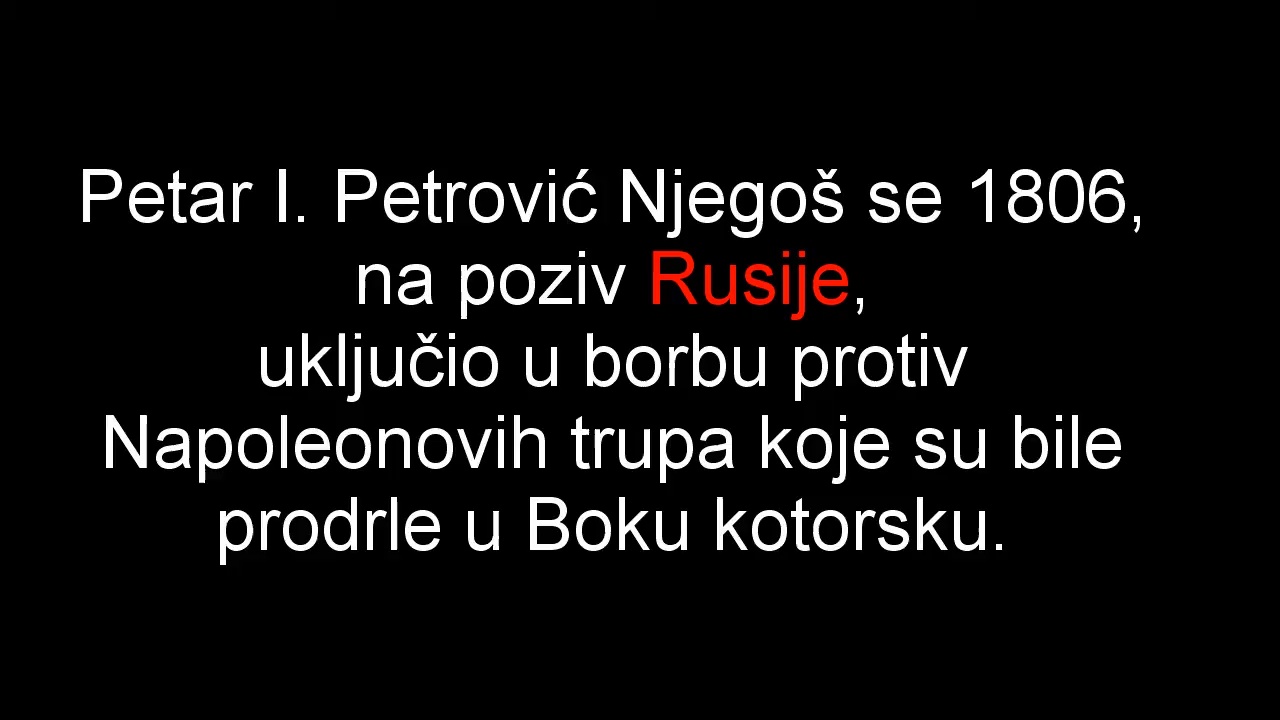 Petar I. Petrović Njegoš se 1806,
na poziv Rusije,
uključio u borbu protiv
Napoleonovih trupa koje su bile
prodrle u Boku kotorsku.